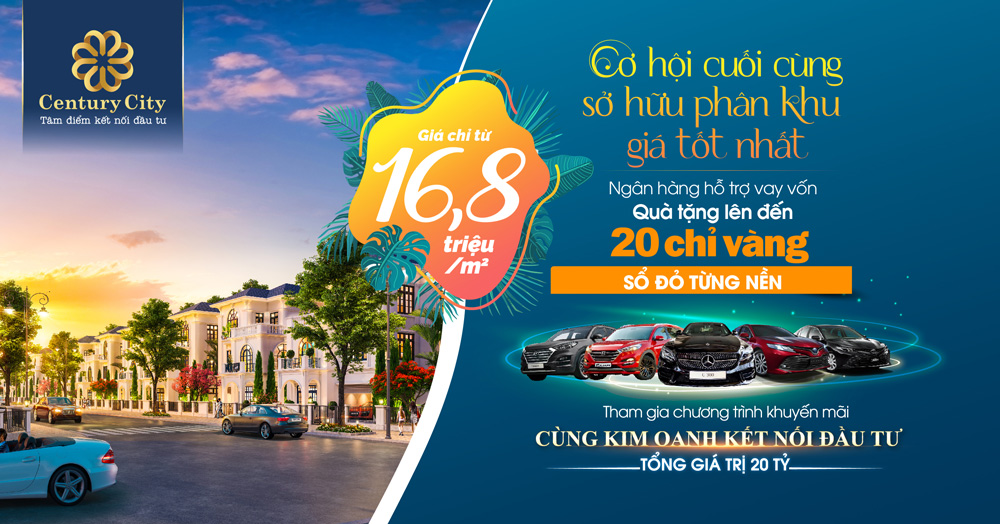 Century City
Tâm điểm kết nối đầu tư
Giá chỉ từ
16,8
triệu
/m²
Cơ hội cuối cùng
sở hữu phân khu
giá tốt nhất
Ngân hàng hỗ trợ vay vốn
Quà tặng lên đến
20 chỉ vàng
SỔ ĐỎ TỪNG NỀN
Tham gia chương trình khuyến mãi
CÙNG KIM OANH KẾT NỐI ĐẦU TƯ
TỔNG GIÁ TRỊ 20 TỶ